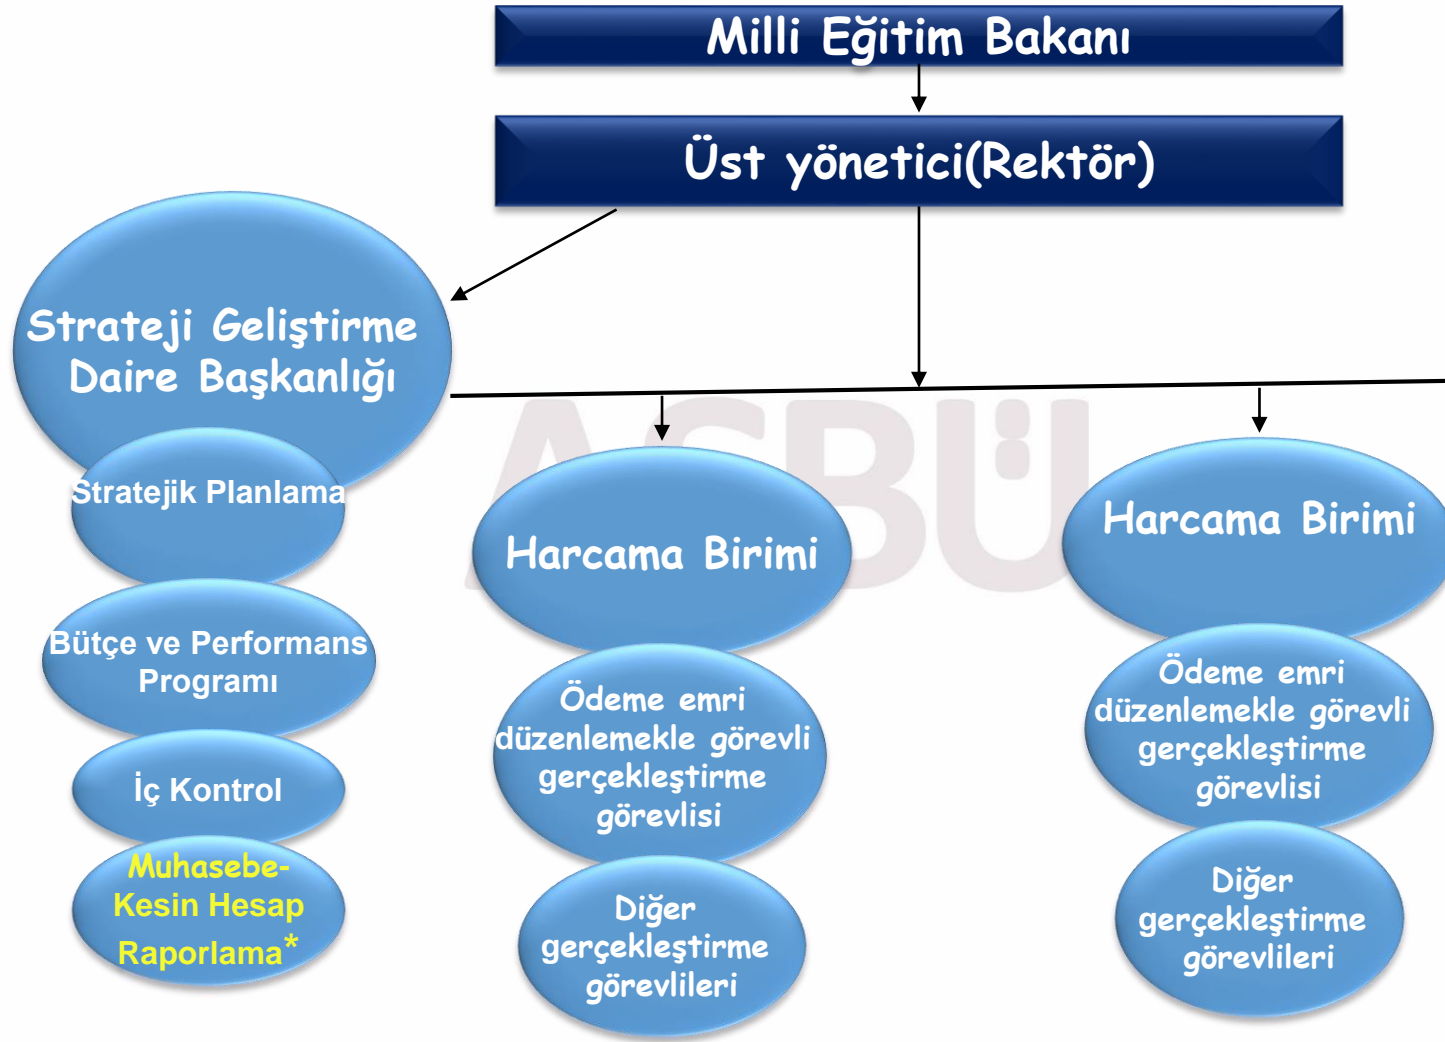 Milli Eğitim Bakanı
Üst yönetici(Rektör)
Strateji Geliştirme
Daire Başkanlığı
Stratejik Planlama
Bütçe ve Performans
Programı
İç Kontrol
Muhasebe-
Kesin Hesap
Raporlama*
ASBÜ
Harcama Birimi
Ödeme emri
düzenlemekle görevli
gerçekleştirme
görevlisi
Diğer
gerçekleştirme
görevlileri
Harcama Birimi
Ödeme emri
düzenlemekle görevli
gerçekleştirme
görevlisi
Diğer
gerçekleştirme
görevlileri